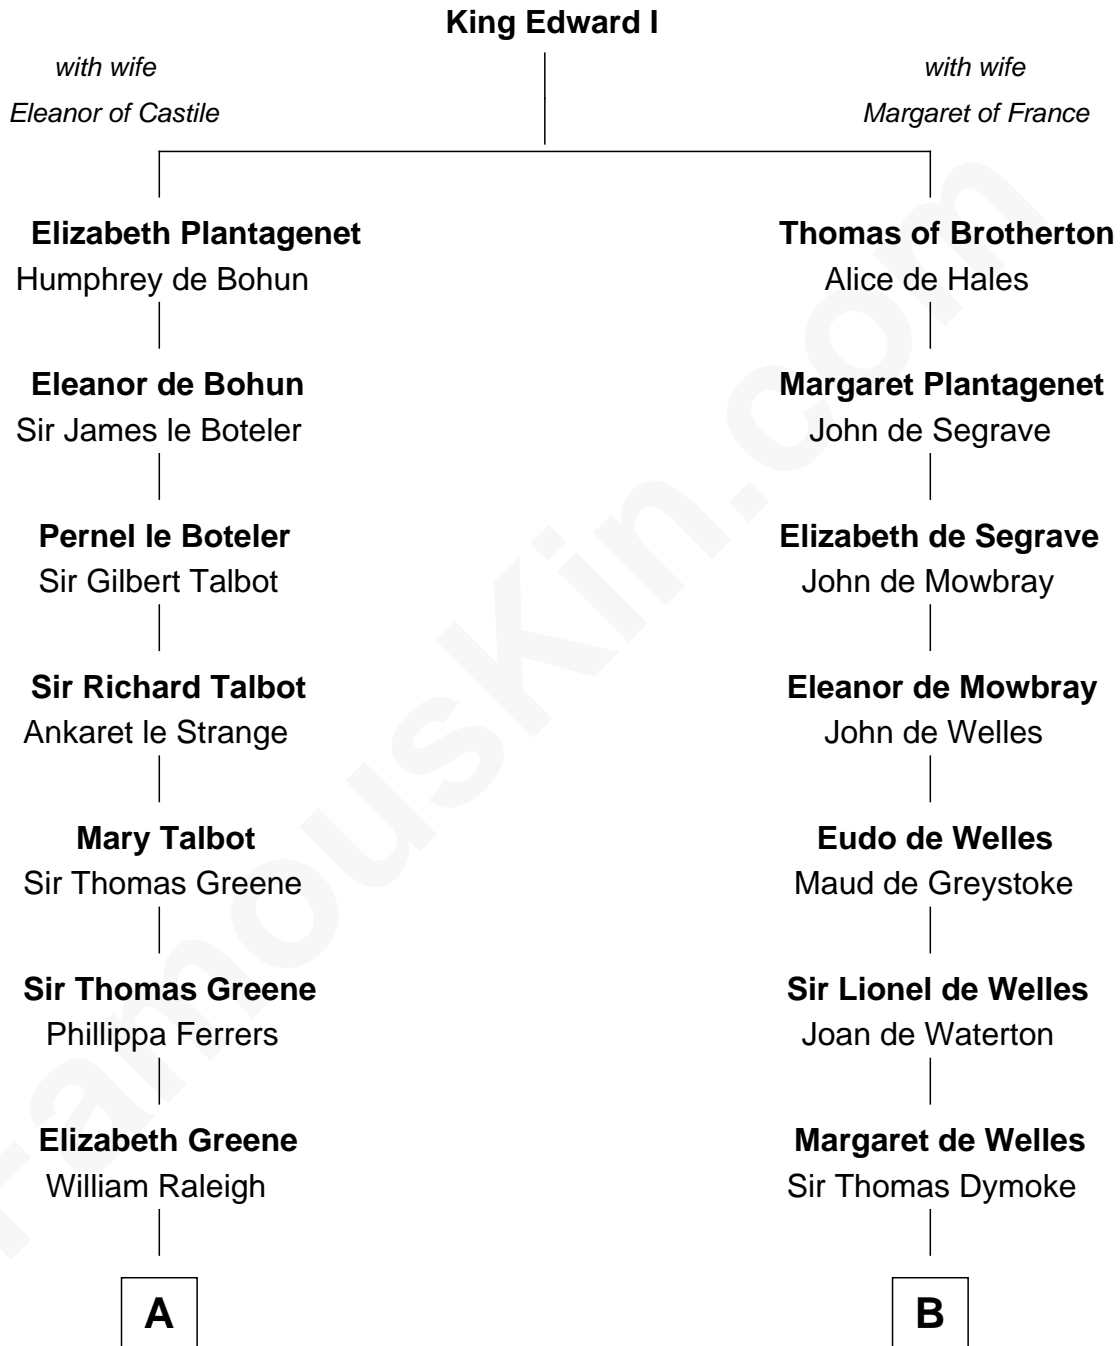 King Edward I
with wife
Eleanor of Castile
with wife
Margaret of France
Elizabeth Plantagenet
Humphrey de Bohun
Thomas of Brotherton
Alice de Hales
Eleanor de Bohun
Sir James le Boteler
Margaret Plantagenet
John de Segrave
Pernel le Boteler
Sir Gilbert Talbot
Elizabeth de Segrave
John de Mowbray
Sir Richard Talbot
Ankaret le Strange
Eleanor de Mowbray
John de Welles
Mary Talbot
Sir Thomas Greene
Eudo de Welles
Maud de Greystoke
Sir Thomas Greene
Phillippa Ferrers
Sir Lionel de Welles
Joan de Waterton
Elizabeth Greene
William Raleigh
Margaret de Welles
Sir Thomas Dymoke
A
B
FamousKin.com